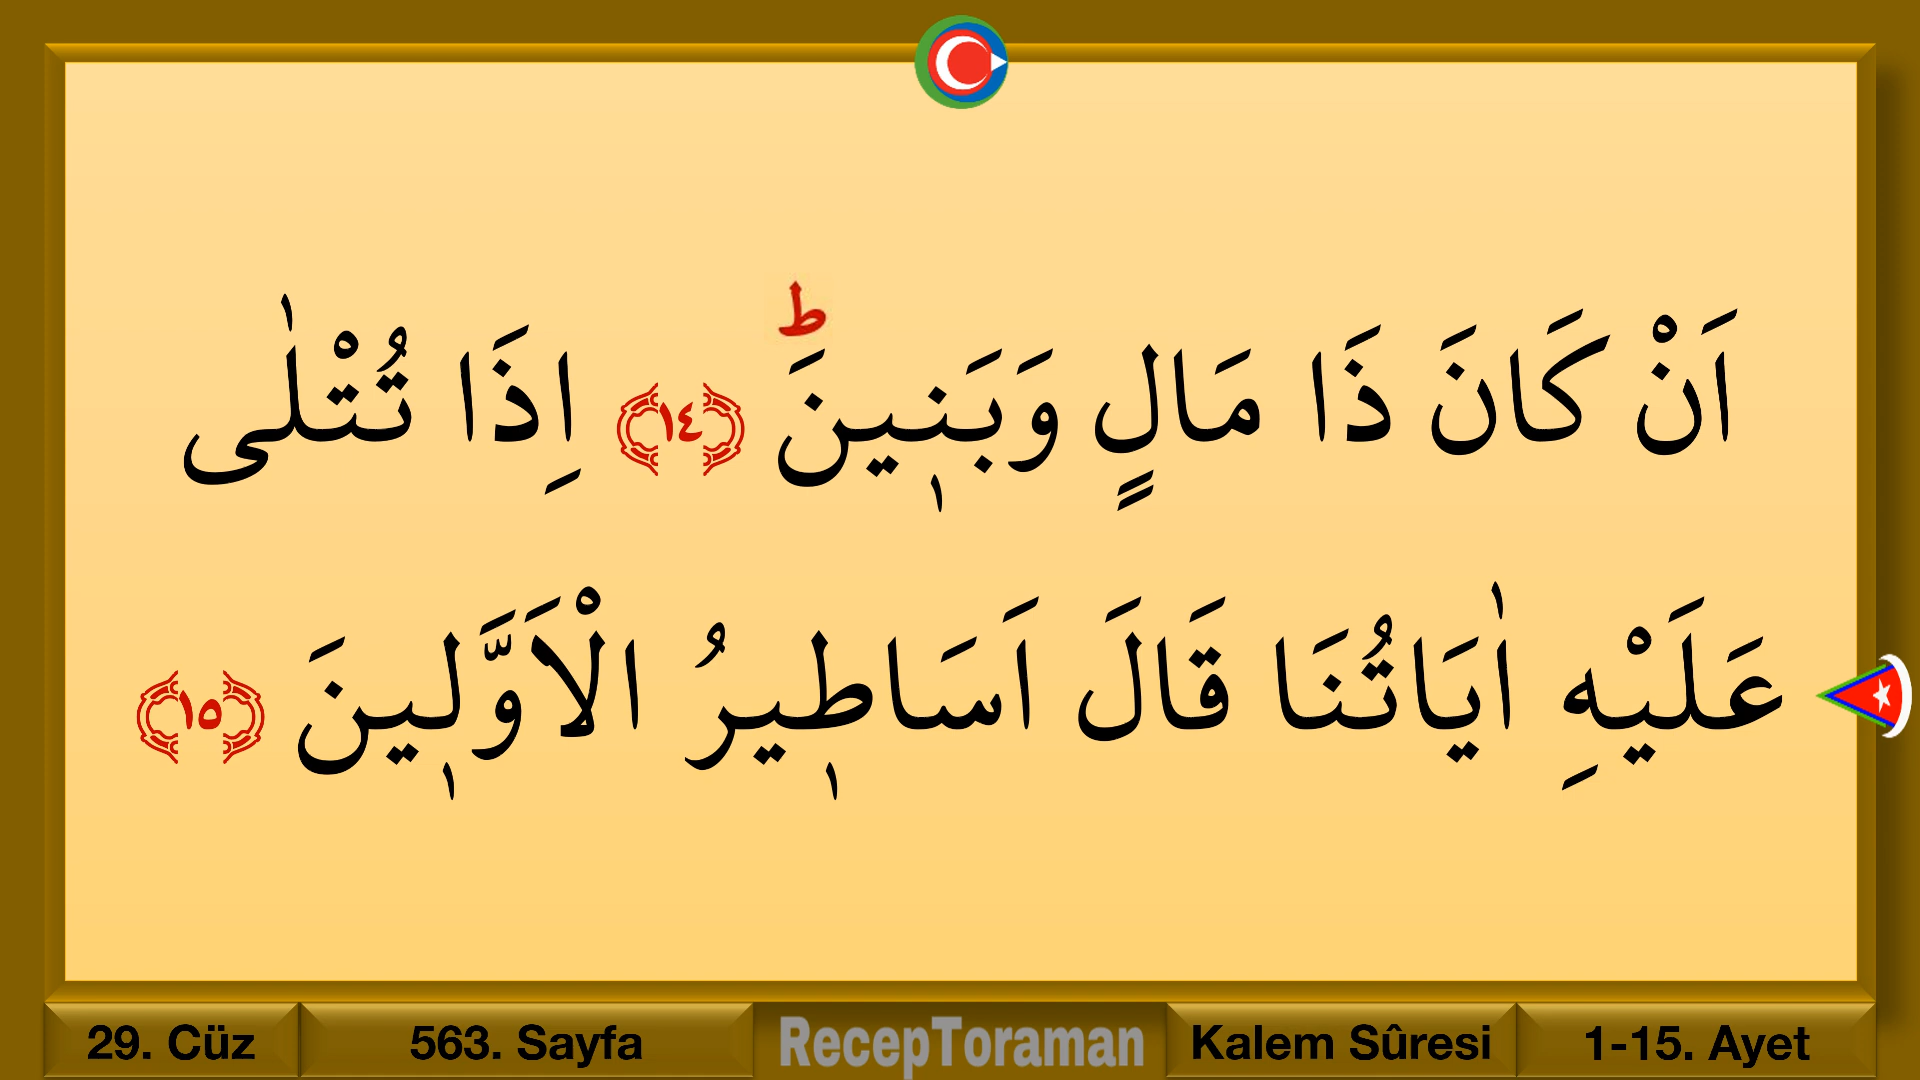 اَنْ كَانَ ذَا مَالٍ وَبَنٖينَ ط ﴿١٤﴾ اِذَا تُتْلٰى
عَلَيْهِ اٰيَاتُنَا قَالَ اَسَاطٖيرُ الْاَوَّلٖينَ ﴿١٥﴾
29. Cüz 563. Sayfa RecepToraman Kalem Sûresi 1-15. Ayet